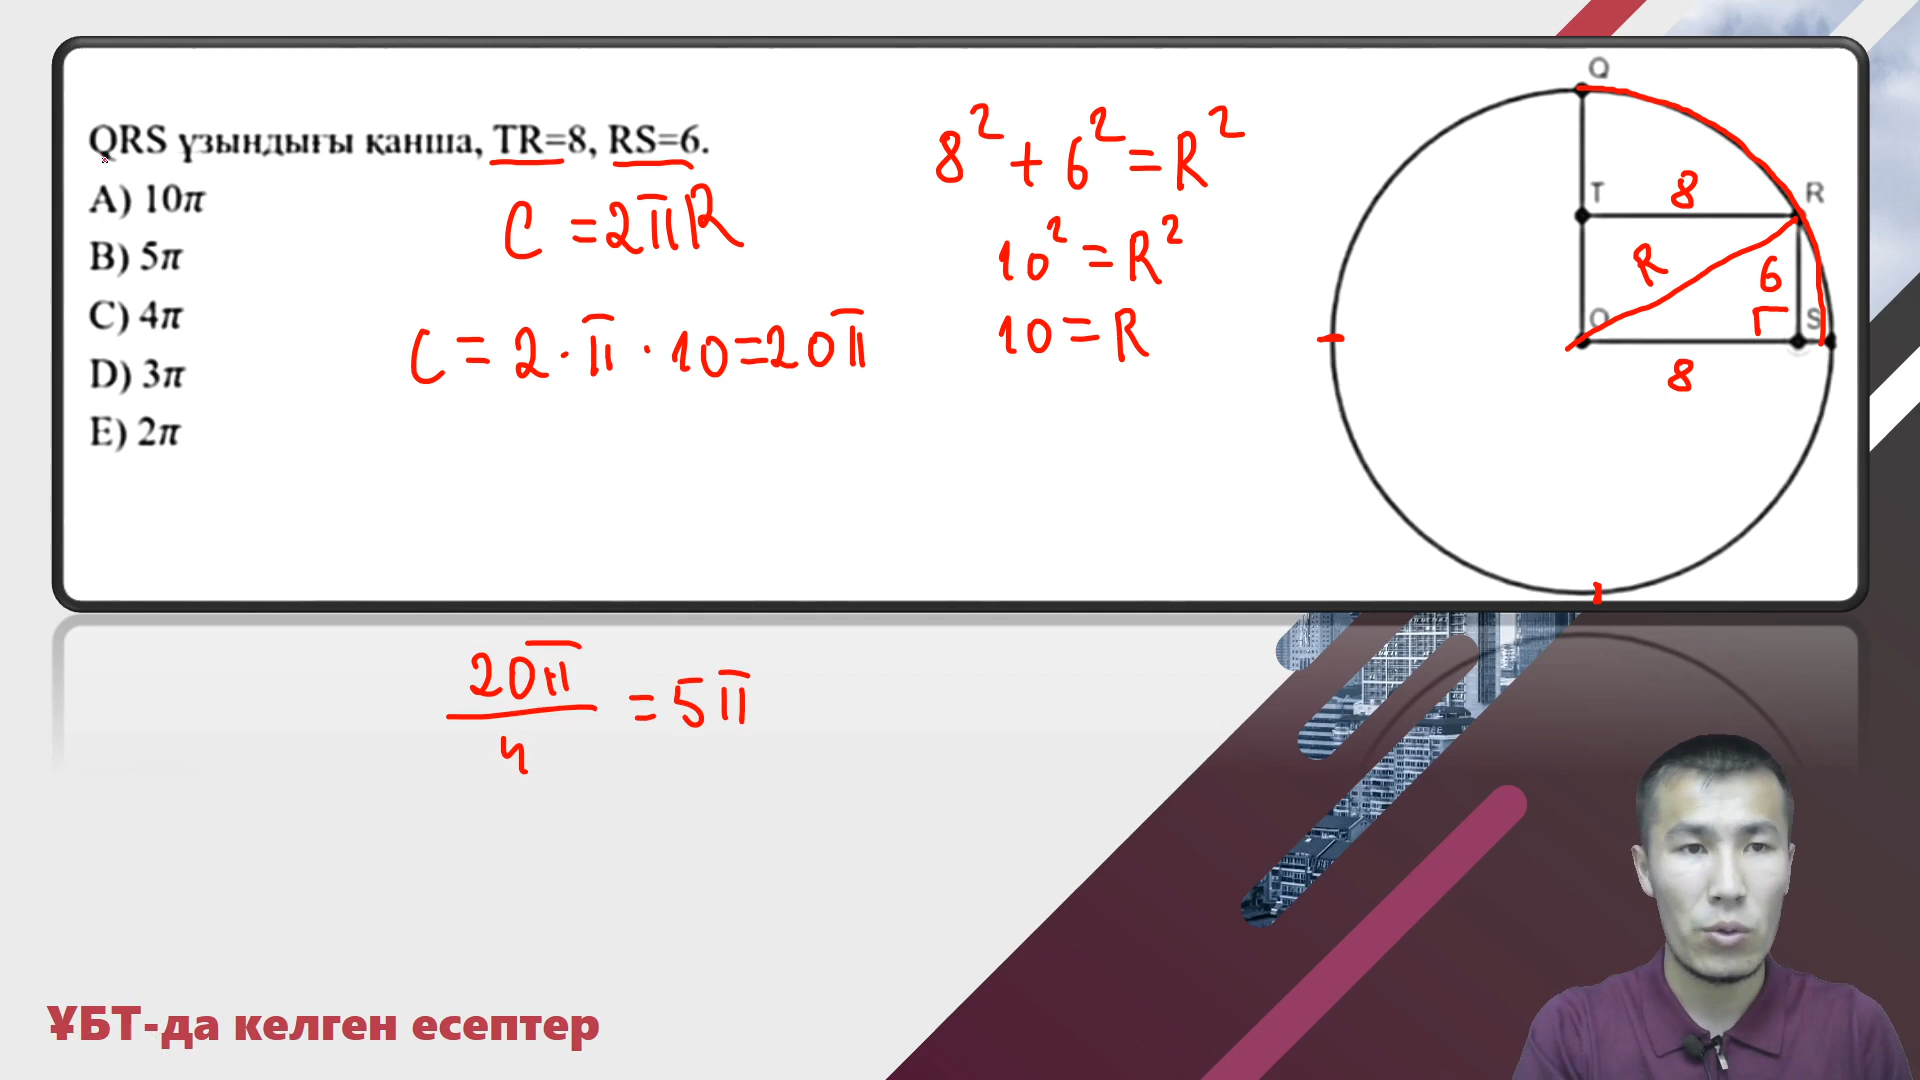 QRS ұзындығы қанша, TR=8, RS=6.
A) 10π
B) 5π
C) 4π
D) 3π
E) 2π
C = 2πR
C = 2 · π · 10 = 20π
8² + 6² = R²
10² = R²
10 = R
Q
T
8
R
R
6
O
S
8
20π
4
= 5π
ҰБТ-да келген есептер